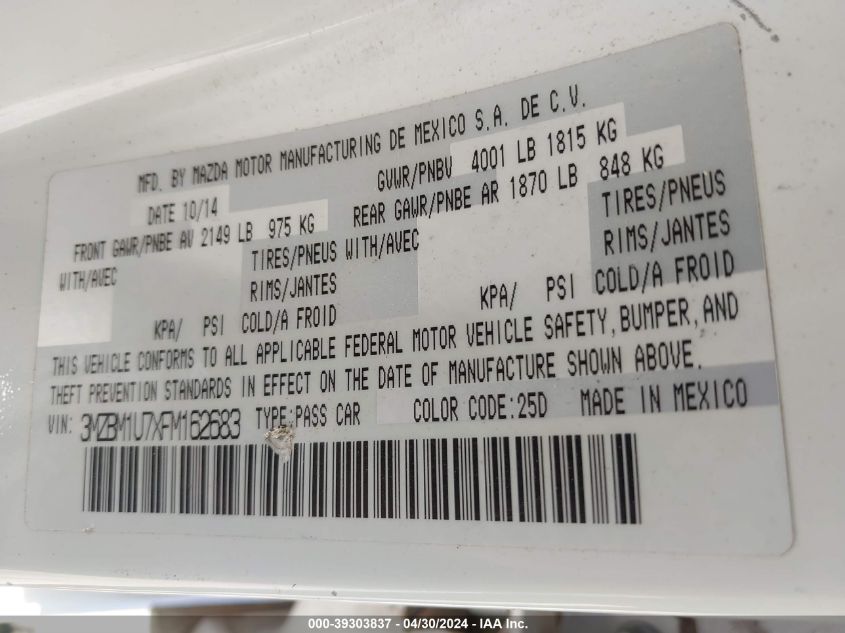 MFD. BY MAZDA MOTOR MANUFACTURING DE MEXICO S.A. DE C.V.
DATE 10/14 GVWR/PNBV 4001 LB 1815 KG
FRONT GAWR/PNBE AV 2149 LB 975 KG REAR GAWR/PNBE AR 1870 LB 848 KG
WITH/AVEC TIRES/PNEUS WITH/AVEC TIRES/PNEUS
RIMS/JANTES RIMS/JANTES
KPA/ PSI COLD/A FROID KPA/ PSI COLD/A FROID
THIS VEHICLE CONFORMS TO ALL APPLICABLE FEDERAL MOTOR VEHICLE SAFETY, BUMPER, AND
THEFT PREVENTION STANDARDS IN EFFECT ON THE DATE OF MANUFACTURE SHOWN ABOVE.
VIN: 3MZBM1U7XFM162683 TYPE:PASS CAR COLOR CODE:25D MADE IN MEXICO
000-39303837 - 04/30/2024 - IAA Inc.